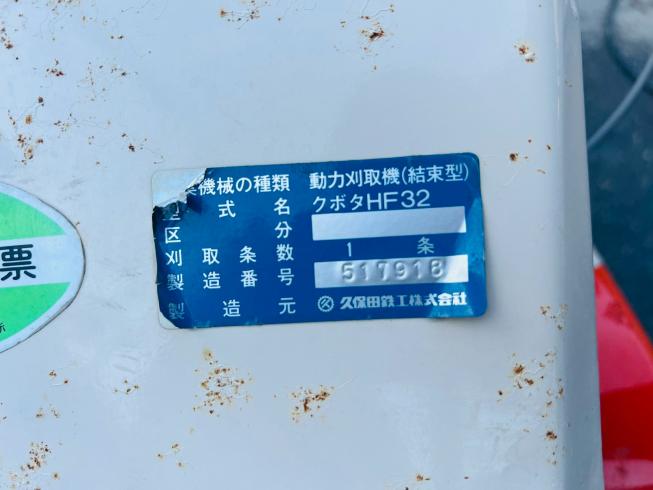 機械の種類 動力刈取機(結束型)
式名 クボタHF32
区分
刈取条数 1条
製造番号 517918
製造元 久保田鉄工株式会社
票
示